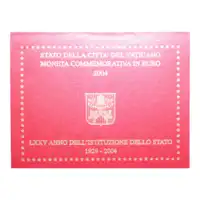 STATO DELLA CITTA' DEL VATICANO
MONETA COMMEMORATIVA IN EURO
2004
LXXV ANNO DELL'ISTITUZIONE DELLO STATO
1929 - 2004